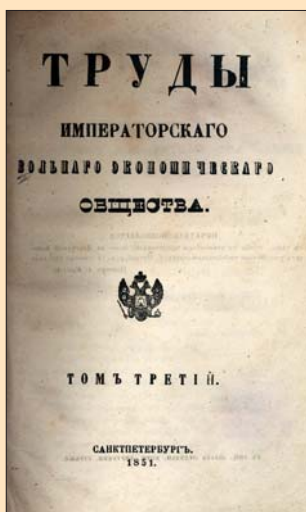 ТРУДЫ
ИМПЕРАТОРСКАГО
ВОЛЬНАГО ЭКОНОМИЧЕСКАГО
ОБЩЕСТВА.
ТОМЪ ТРЕТІЙ.
САНКТПЕТЕРБУРГЪ.
1851.